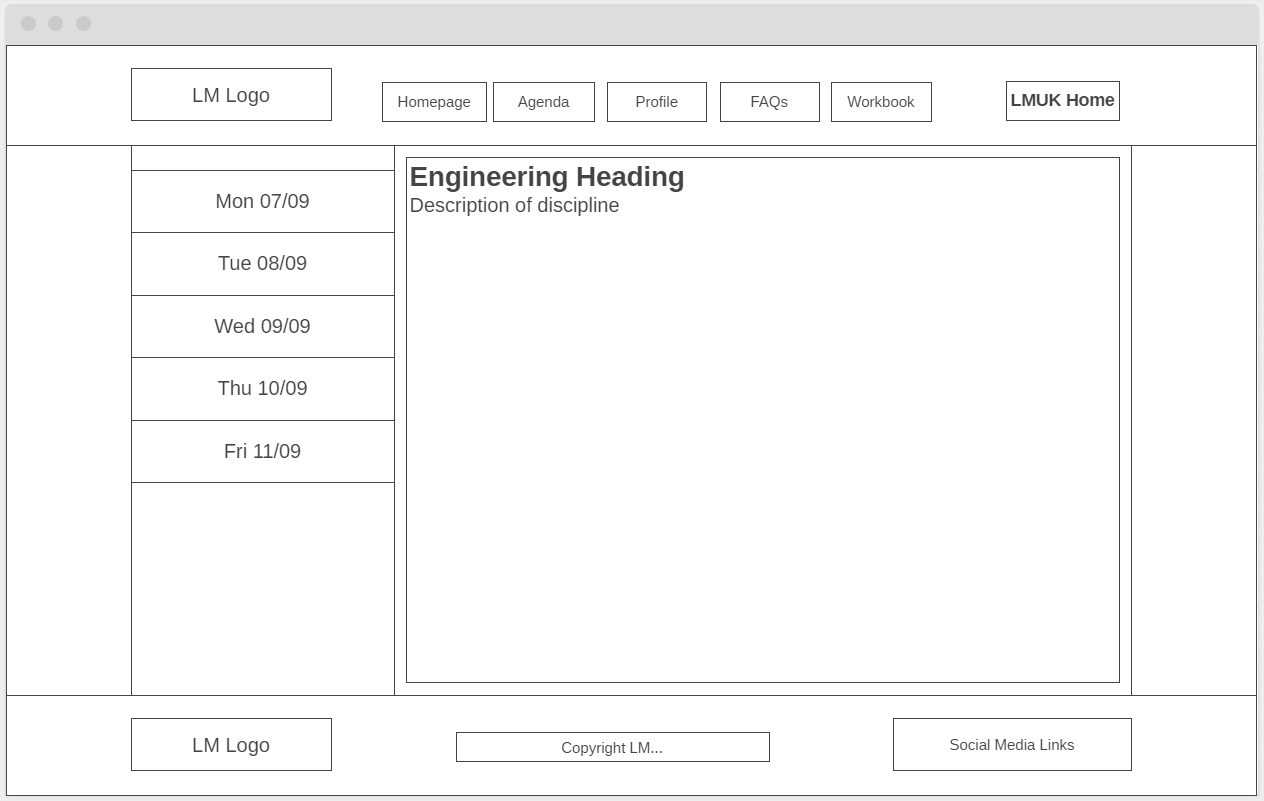 LM Logo
Homepage
Agenda
Profile
FAQs
Workbook
LMUK Home
Mon 07/09
Tue 08/09
Wed 09/09
Thu 10/09
Fri 11/09
Engineering Heading
Description of discipline
LM Logo
Copyright LM...
Social Media Links